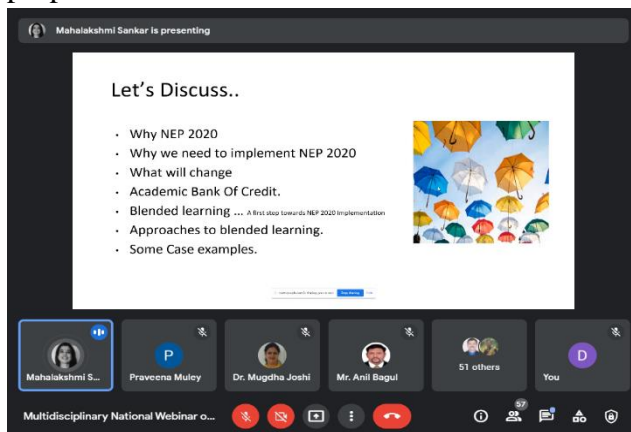 Mahalakshmi Sankar is presenting
Let's Discuss..
• Why NEP 2020
• Why we need to implement NEP 2020
• What will change
• Academic Bank Of Credit.
• Blended learning ... A first step towards NEP 2020 Implementation
• Approaches to blended learning.
• Some Case examples.
Mahalakshmi S...
P
Praveena Muley
Dr. Mugdha Joshi
Mr. Anil Bagul
51 others
D
You
Multidisciplinary National Webinar o...
57